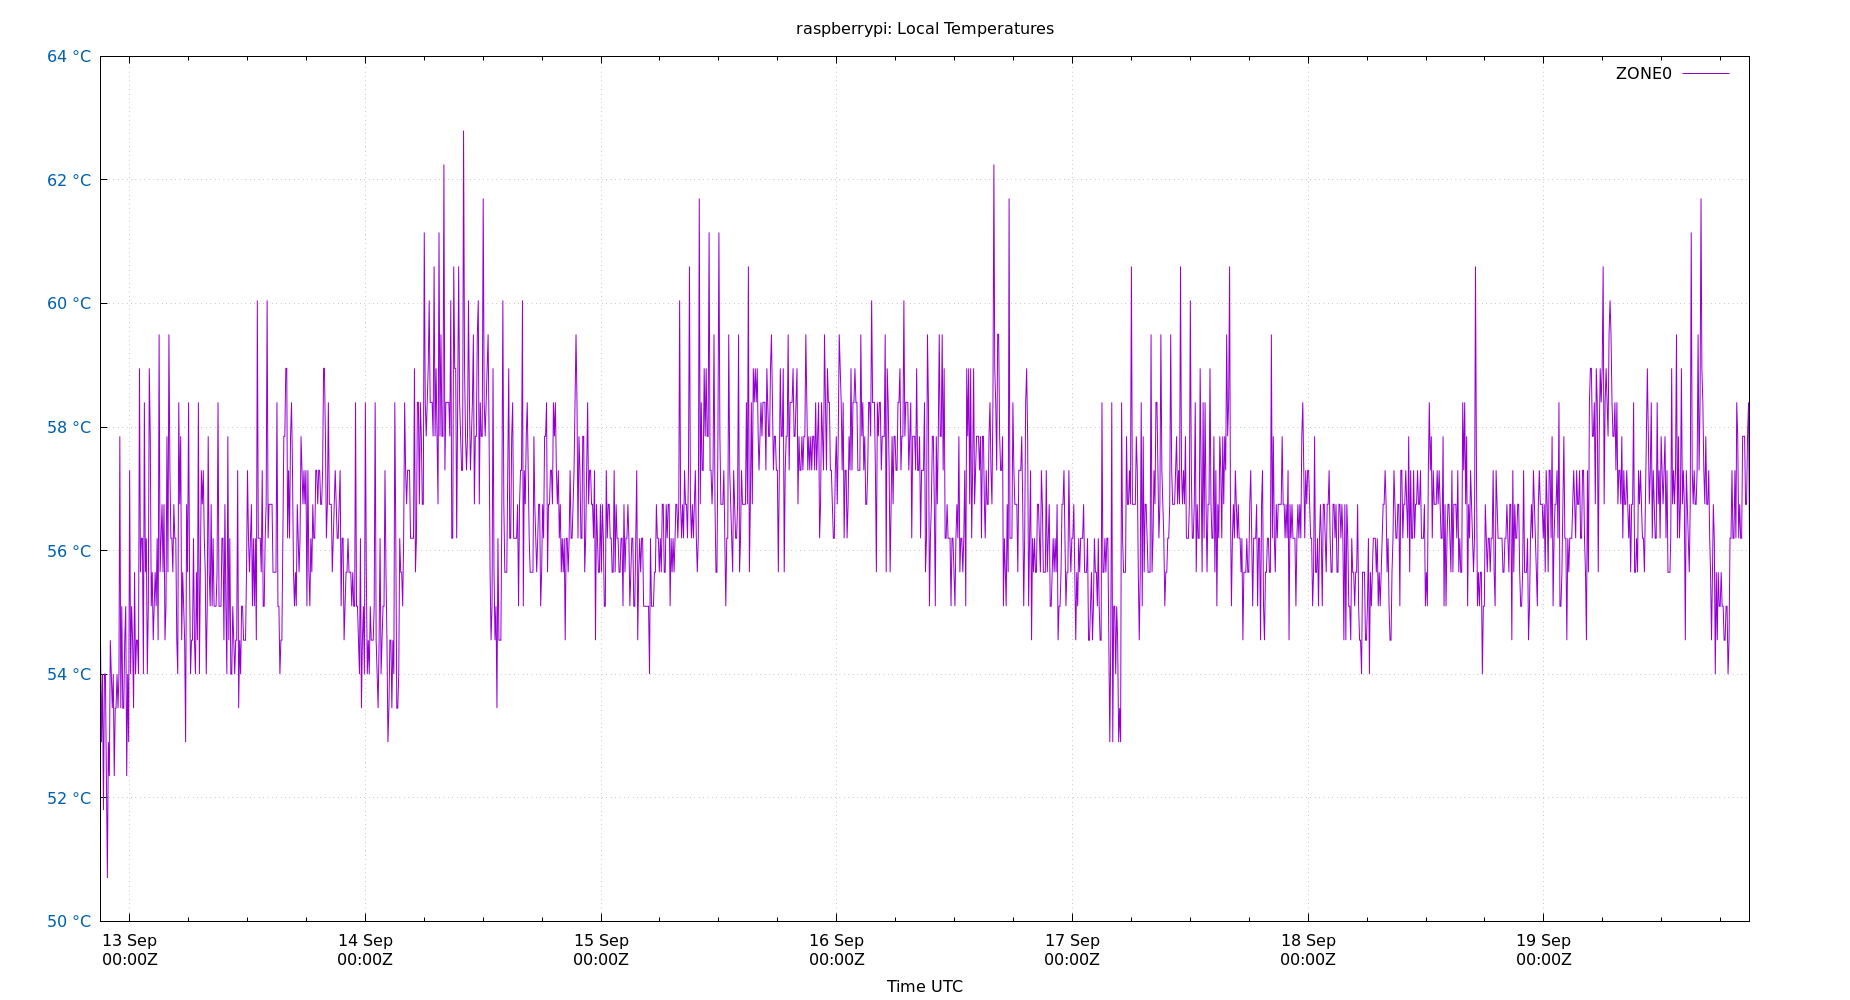 raspberrypi: Local Temperatures
64 °C
ZONE0
62 °C
60 °C
58 °C
56 °C
54 °C
52 °C
50 °C
13 Sep 14 Sep 15 Sep 16 Sep 17 Sep 18 Sep 19 Sep
00:00Z 00:00Z 00:00Z 00:00Z 00:00Z 00:00Z 00:00Z
Time UTC